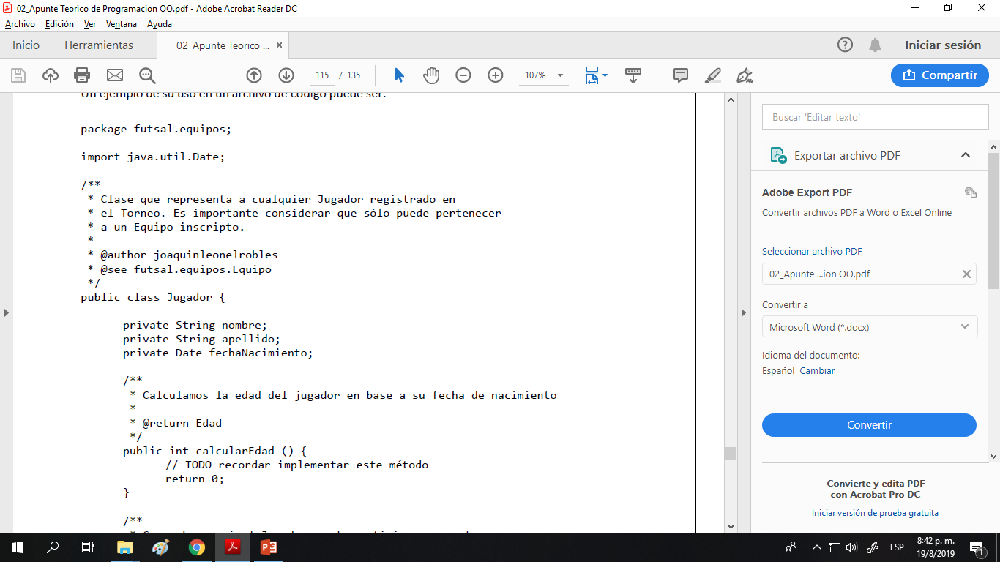 02_Apunte Teorico de Programacion OO.pdf - Adobe Acrobat Reader DC
Archivo Edición Ver Ventana Ayuda
Inicio Herramientas 02_Apunte Teorico ... × Iniciar sesión
115 / 135 107% Compartir
Un ejemplo de su uso en un archivo de código puede ser:
package futsal.equipos;
import java.util.Date;
/**
* Clase que representa a cualquier Jugador registrado en
* el Torneo. Es importante considerar que sólo puede pertenecer
* a un Equipo inscripto.
*
* @author joaquinleonelrobles
* @see futsal.equipos.Equipo
*/
public class Jugador {
private String nombre;
private String apellido;
private Date fechaNacimiento;
/**
* Calculamos la edad del jugador en base a su fecha de nacimiento
*
* @return Edad
*/
public int calcularEdad () {
// TODO recordar implementar este método
return 0;
}
/**
Buscar 'Editar texto'
Exportar archivo PDF
Adobe Export PDF
Convertir archivos PDF a Word o Excel Online
Seleccionar archivo PDF
02_Apunte ...ion OO.pdf
Convertir a
Microsoft Word (*.docx)
Idioma del documento:
Español Cambiar
Convertir
Convierte y edita PDF
con Acrobat Pro DC
Iniciar versión de prueba gratuita
ESP
8:42 p. m.
19/8/2019
1